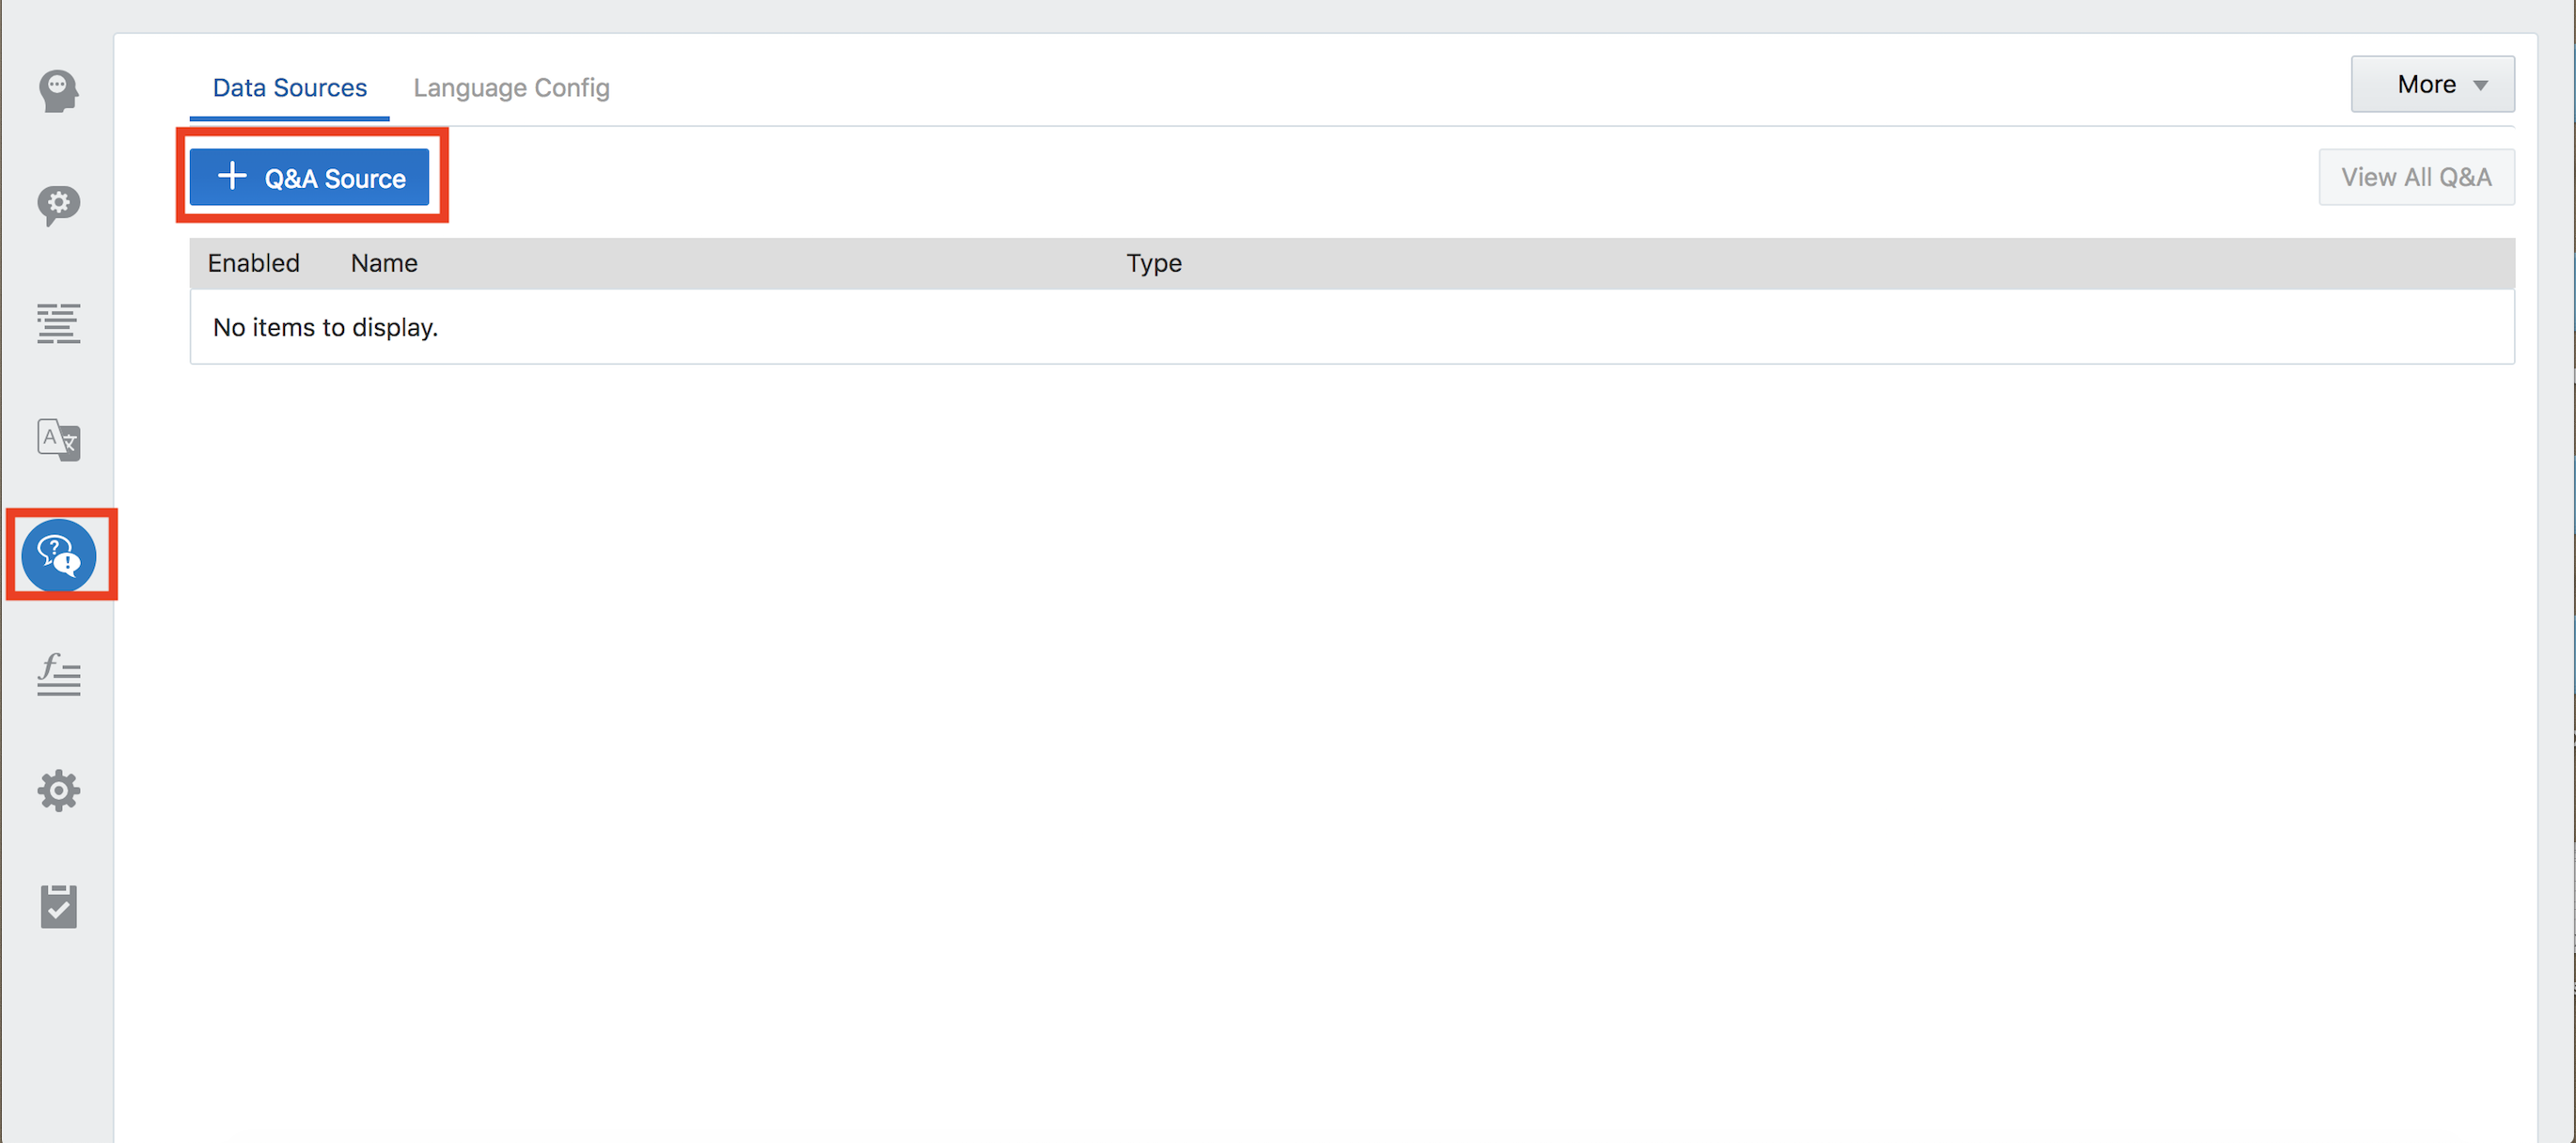 Data Sources
Language Config
More
+ Q&A Source
View All Q&A
Enabled
Name
Type
No items to display.